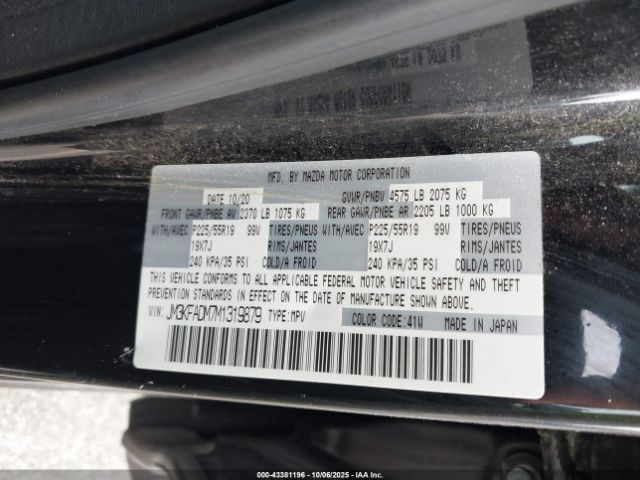 MFD. BY MAZDA MOTOR CORPORATION
DATE 10/20 GVWR/PNBV 4575 LB 2075 KG
FRONT GAWR/PNBE AV 2370 LB 1075 KG REAR GAWR/PNBE AR 2205 LB 1000 KG
WITH/AVEC P225/55R19 99V TIRES/PNEUS WITH/AVEC P225/55R19 99V TIRES/PNEUS
19X7J RIMS/JANTES 19X7J RIMS/JANTES
240 KPA/35 PSI COLD/A FROID 240 KPA/35 PSI COLD/A FROID
THIS VEHICLE CONFORMS TO ALL APPLICABLE FEDERAL MOTOR VEHICLE SAFETY AND THEFT
PREVENTION STANDARDS IN EFFECT ON THE DATE OF MANUFACTURE SHOWN ABOVE.
VIN: JM3KFADM7M1319879 TYPE:MPV COLOR CODE:41W MADE IN JAPAN
00-43381196 · 10/06/2025 · Copyright © 2025 IAA, Inc.